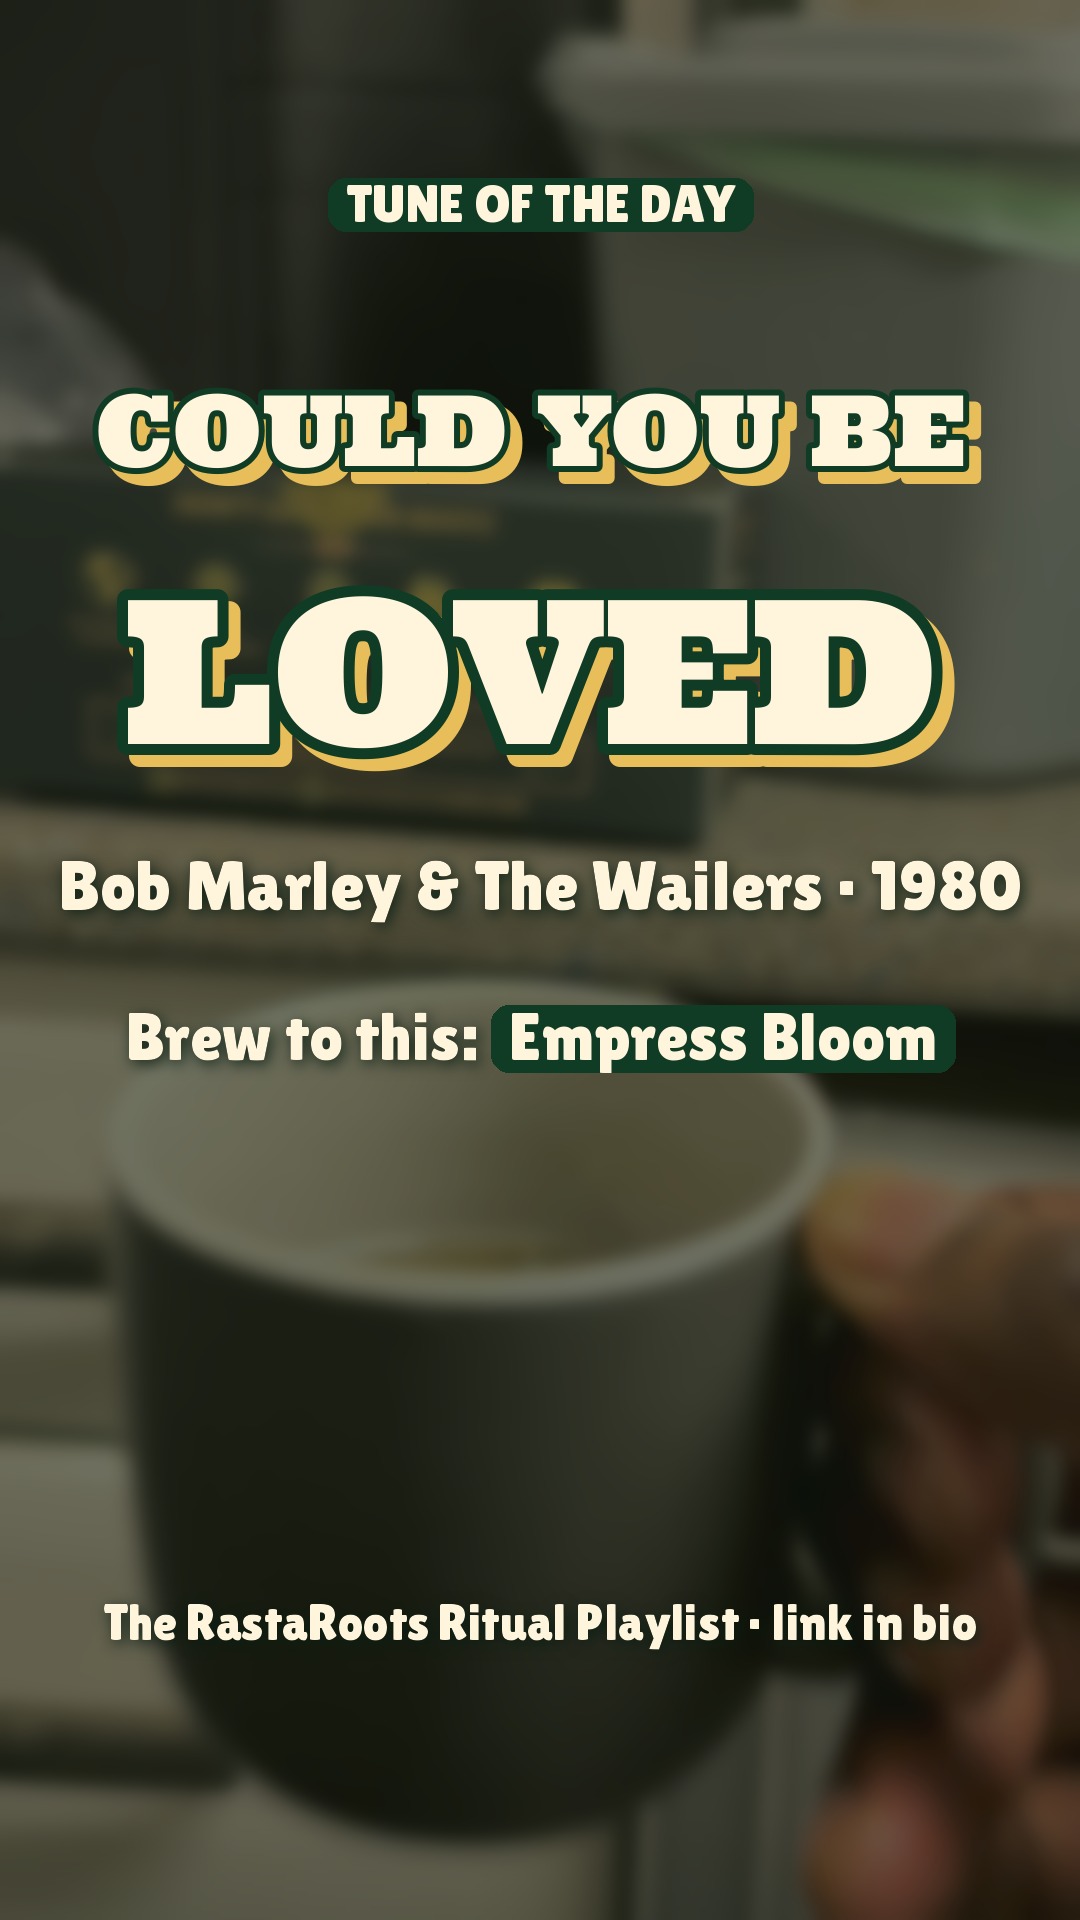 TUNE OF THE DAY
COULD YOU BE
LOVED
Bob Marley & The Wailers · 1980
Brew to this: Empress Bloom
The RastaRoots Ritual Playlist · link in bio